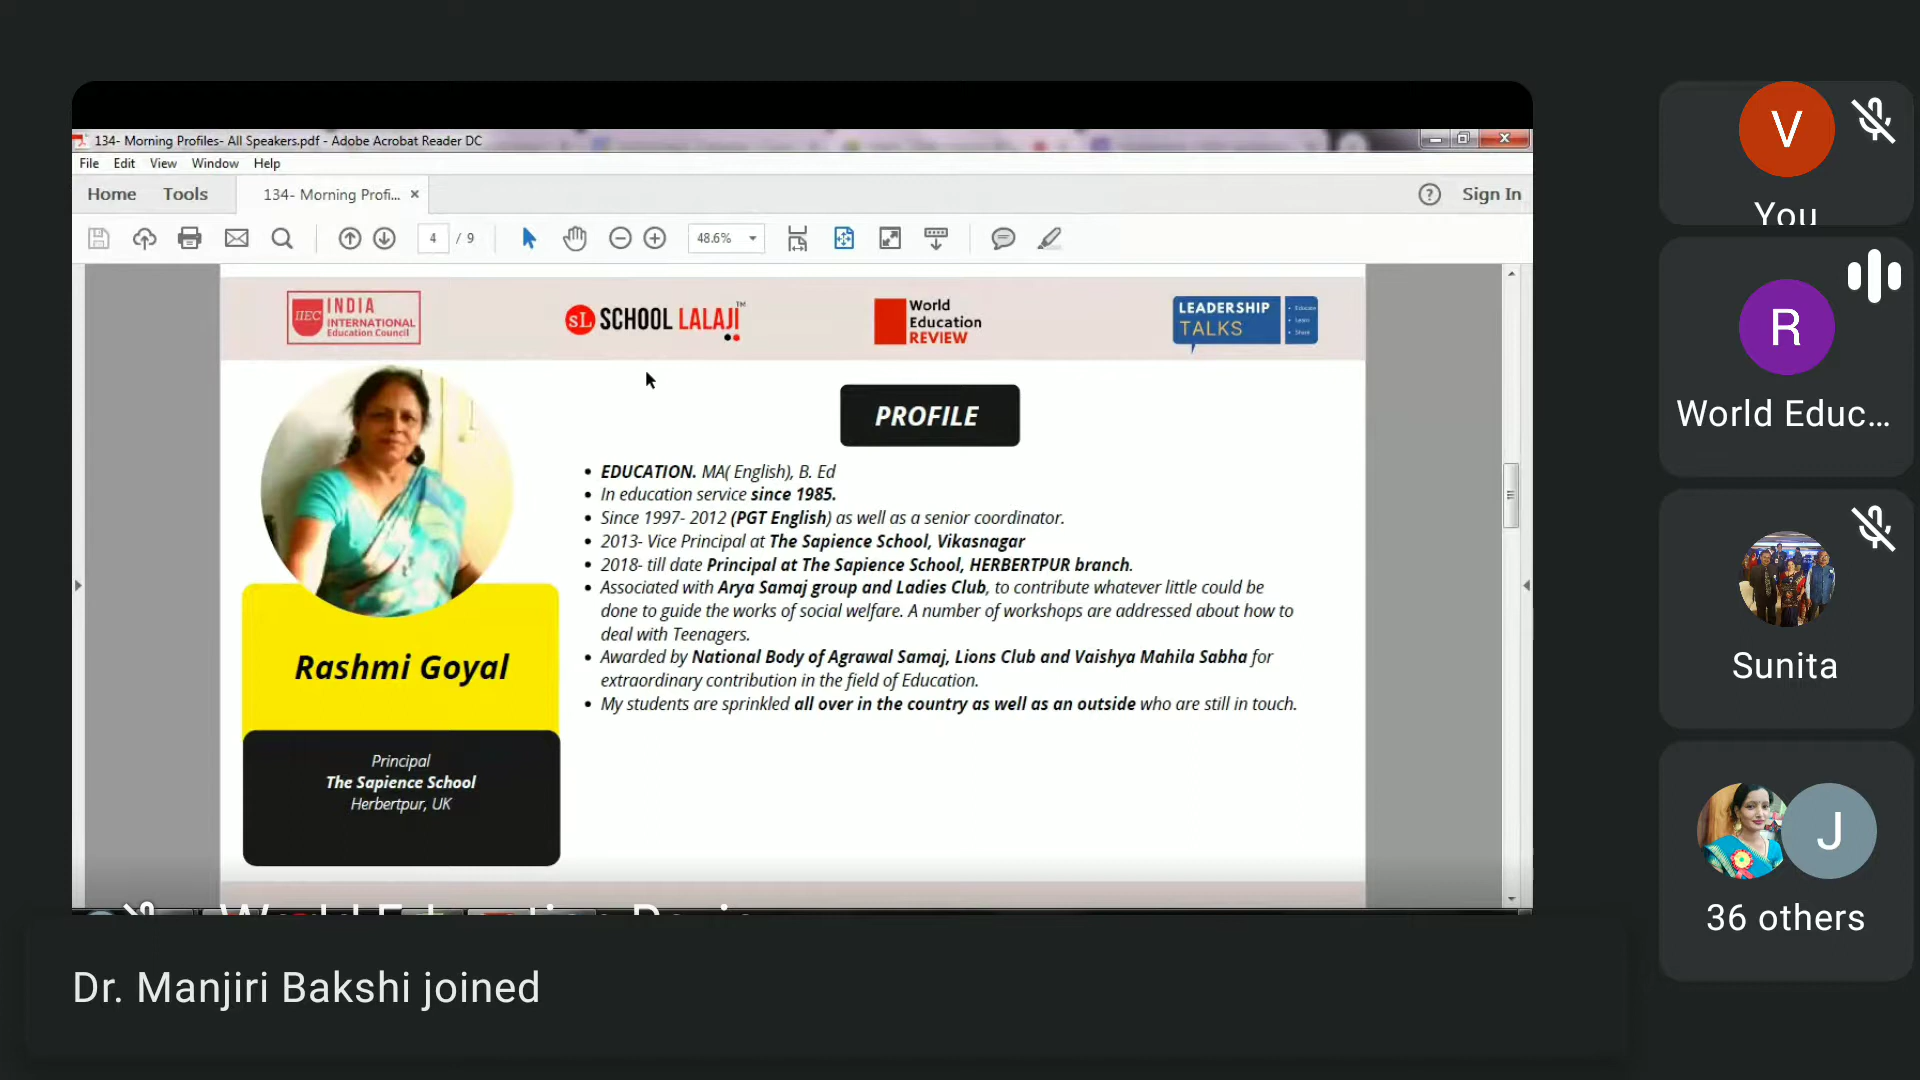 134- Morning Profiles- All Speakers.pdf - Adobe Acrobat Reader DC
File Edit View Window Help
Home Tools 134- Morning Profi... × Sign In
4 / 9 48.6%
IIEC INDIA INTERNATIONAL Education Council
sL SCHOOL LALAJI™
World Education REVIEW
LEADERSHIP TALKS
• Educate
• Learn
• Share
PROFILE
• EDUCATION. MA( English), B. Ed
• In education service since 1985.
• Since 1997- 2012 (PGT English) as well as a senior coordinator.
• 2013- Vice Principal at The Sapience School, Vikasnagar
• 2018- till date Principal at The Sapience School, HERBERTPUR branch.
• Associated with Arya Samaj group and Ladies Club, to contribute whatever little could be
done to guide the works of social welfare. A number of workshops are addressed about how to
deal with Teenagers.
• Awarded by National Body of Agrawal Samaj, Lions Club and Vaishya Mahila Sabha for
extraordinary contribution in the field of Education.
• My students are sprinkled all over in the country as well as an outside who are still in touch.
Rashmi Goyal
Principal
The Sapience School
Herbertpur, UK
Dr. Manjiri Bakshi joined
V
You
R
World Educ...
Sunita
J
36 others